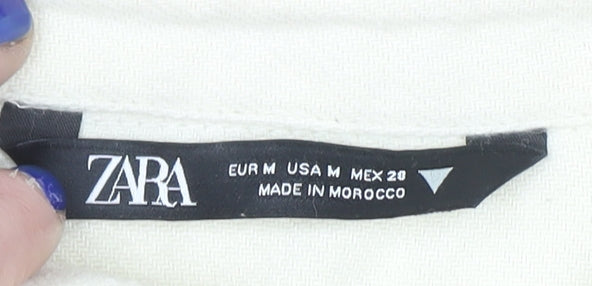 ZARA
EUR M USA M MEX 28
MADE IN MOROCCO